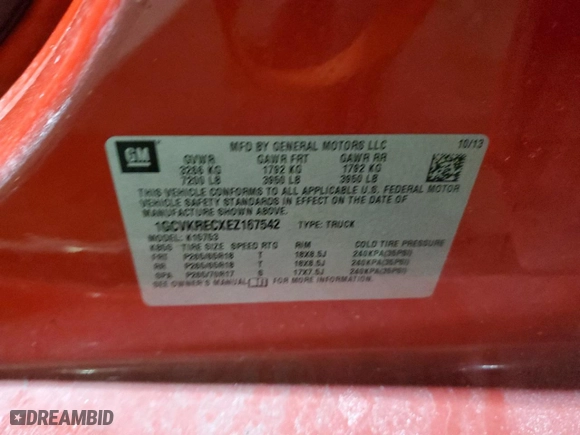 GM
MFD BY GENERAL MOTORS LLC 10/13
GVWR GAWR FRT GAWR RR
3266 KG 1792 KG 1792 KG
7200 LB 3950 LB 3950 LB
THIS VEHICLE CONFORMS TO ALL APPLICABLE U.S. FEDERAL MOTOR
VEHICLE SAFETY STANDARDS IN EFFECT ON THE DATE OF
MANUFACTURE SHOWN ABOVE.
1GCVKRECXEZ167542 TYPE: TRUCK
MODEL: K15753
TIRE SIZE SPEED RTG RIM COLD TIRE PRESSURE
FRT P265/65R18 T 18X8.5J 240KPA(35PSI)
RR P265/65R18 T 18X8.5J 240KPA(35PSI)
SPA P265/70R17 S 17X7.5J 240KPA(35PSI)
SEE OWNER'S MANUAL FOR MORE INFORMATION.
DREAMBID